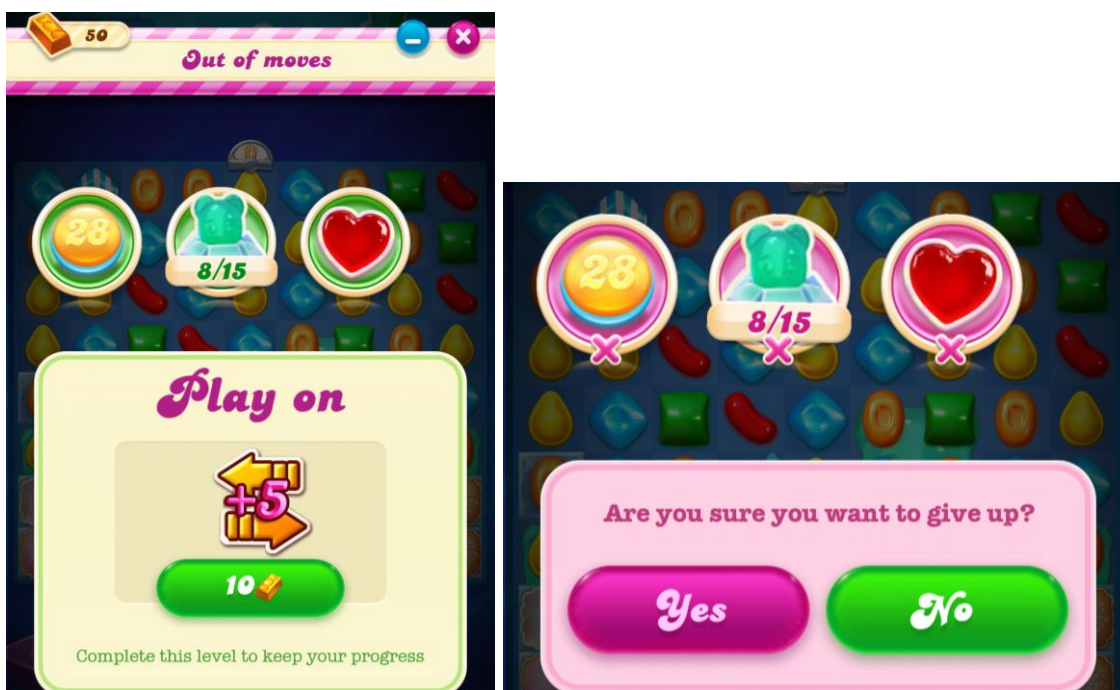 50
Out of moves
28
8/15
Play on
+5
10
Complete this level to keep your progress
28
8/15
Are you sure you want to give up?
Yes
No